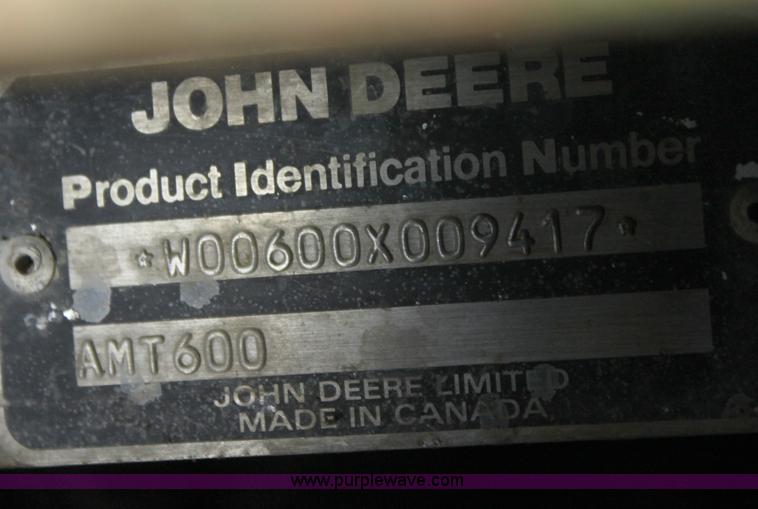 JOHN DEERE
Product Identification Number
*W00600X009417*
AMT600
JOHN DEERE LIMITED
MADE IN CANADA
www.purplewave.com